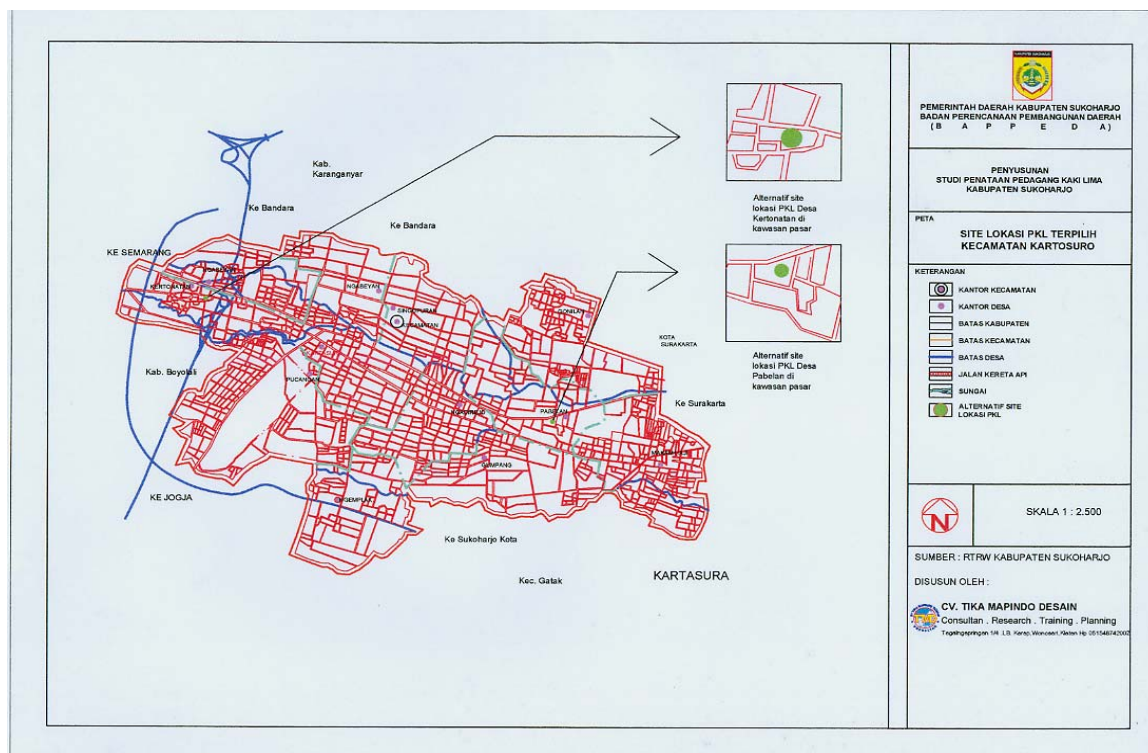 Kab.
Karanganyar
Ke Bandara
Ke Bandara
KE SEMARANG
KERTONATAN
NGABEYAN
SINGOPURAN
KECAMATAN
GONILAN
KOTA
SURAKARTA
Kab. Boyolali
PUCANGAN
Ke Surakarta
PABELAN
GUMPANG
KE JOGJA
NGEMPLAK
Ke Sukoharjo Kota
Kec. Gatak
KARTASURA
Alternatif site
lokasi PKL Desa
Kertonatan di
kawasan pasar
Alternatif site
lokasi PKL Desa
Pabelan di
kawasan pasar
PEMERINTAH DAERAH KABUPATEN SUKOHARJO
BADAN PERENCANAAN PEMBANGUNAN DAERAH
( B A P P E D A )
PENYUSUNAN
STUDI PENATAAN PEDAGANG KAKI LIMA
KABUPATEN SUKOHARJO
PETA
SITE LOKASI PKL TERPILIH
KECAMATAN KARTOSURO
KETERANGAN
KANTOR KECAMATAN
KANTOR DESA
BATAS KABUPATEN
BATAS KECAMATAN
BATAS DESA
JALAN KERETA API
SUNGAI
ALTERNATIF SITE
LOKASI PKL
N
SKALA 1 : 2.500
SUMBER : RTRW KABUPATEN SUKOHARJO
DISUSUN OLEH :
CV. TIKA MAPINDO DESAIN
Consultan . Research . Training . Planning